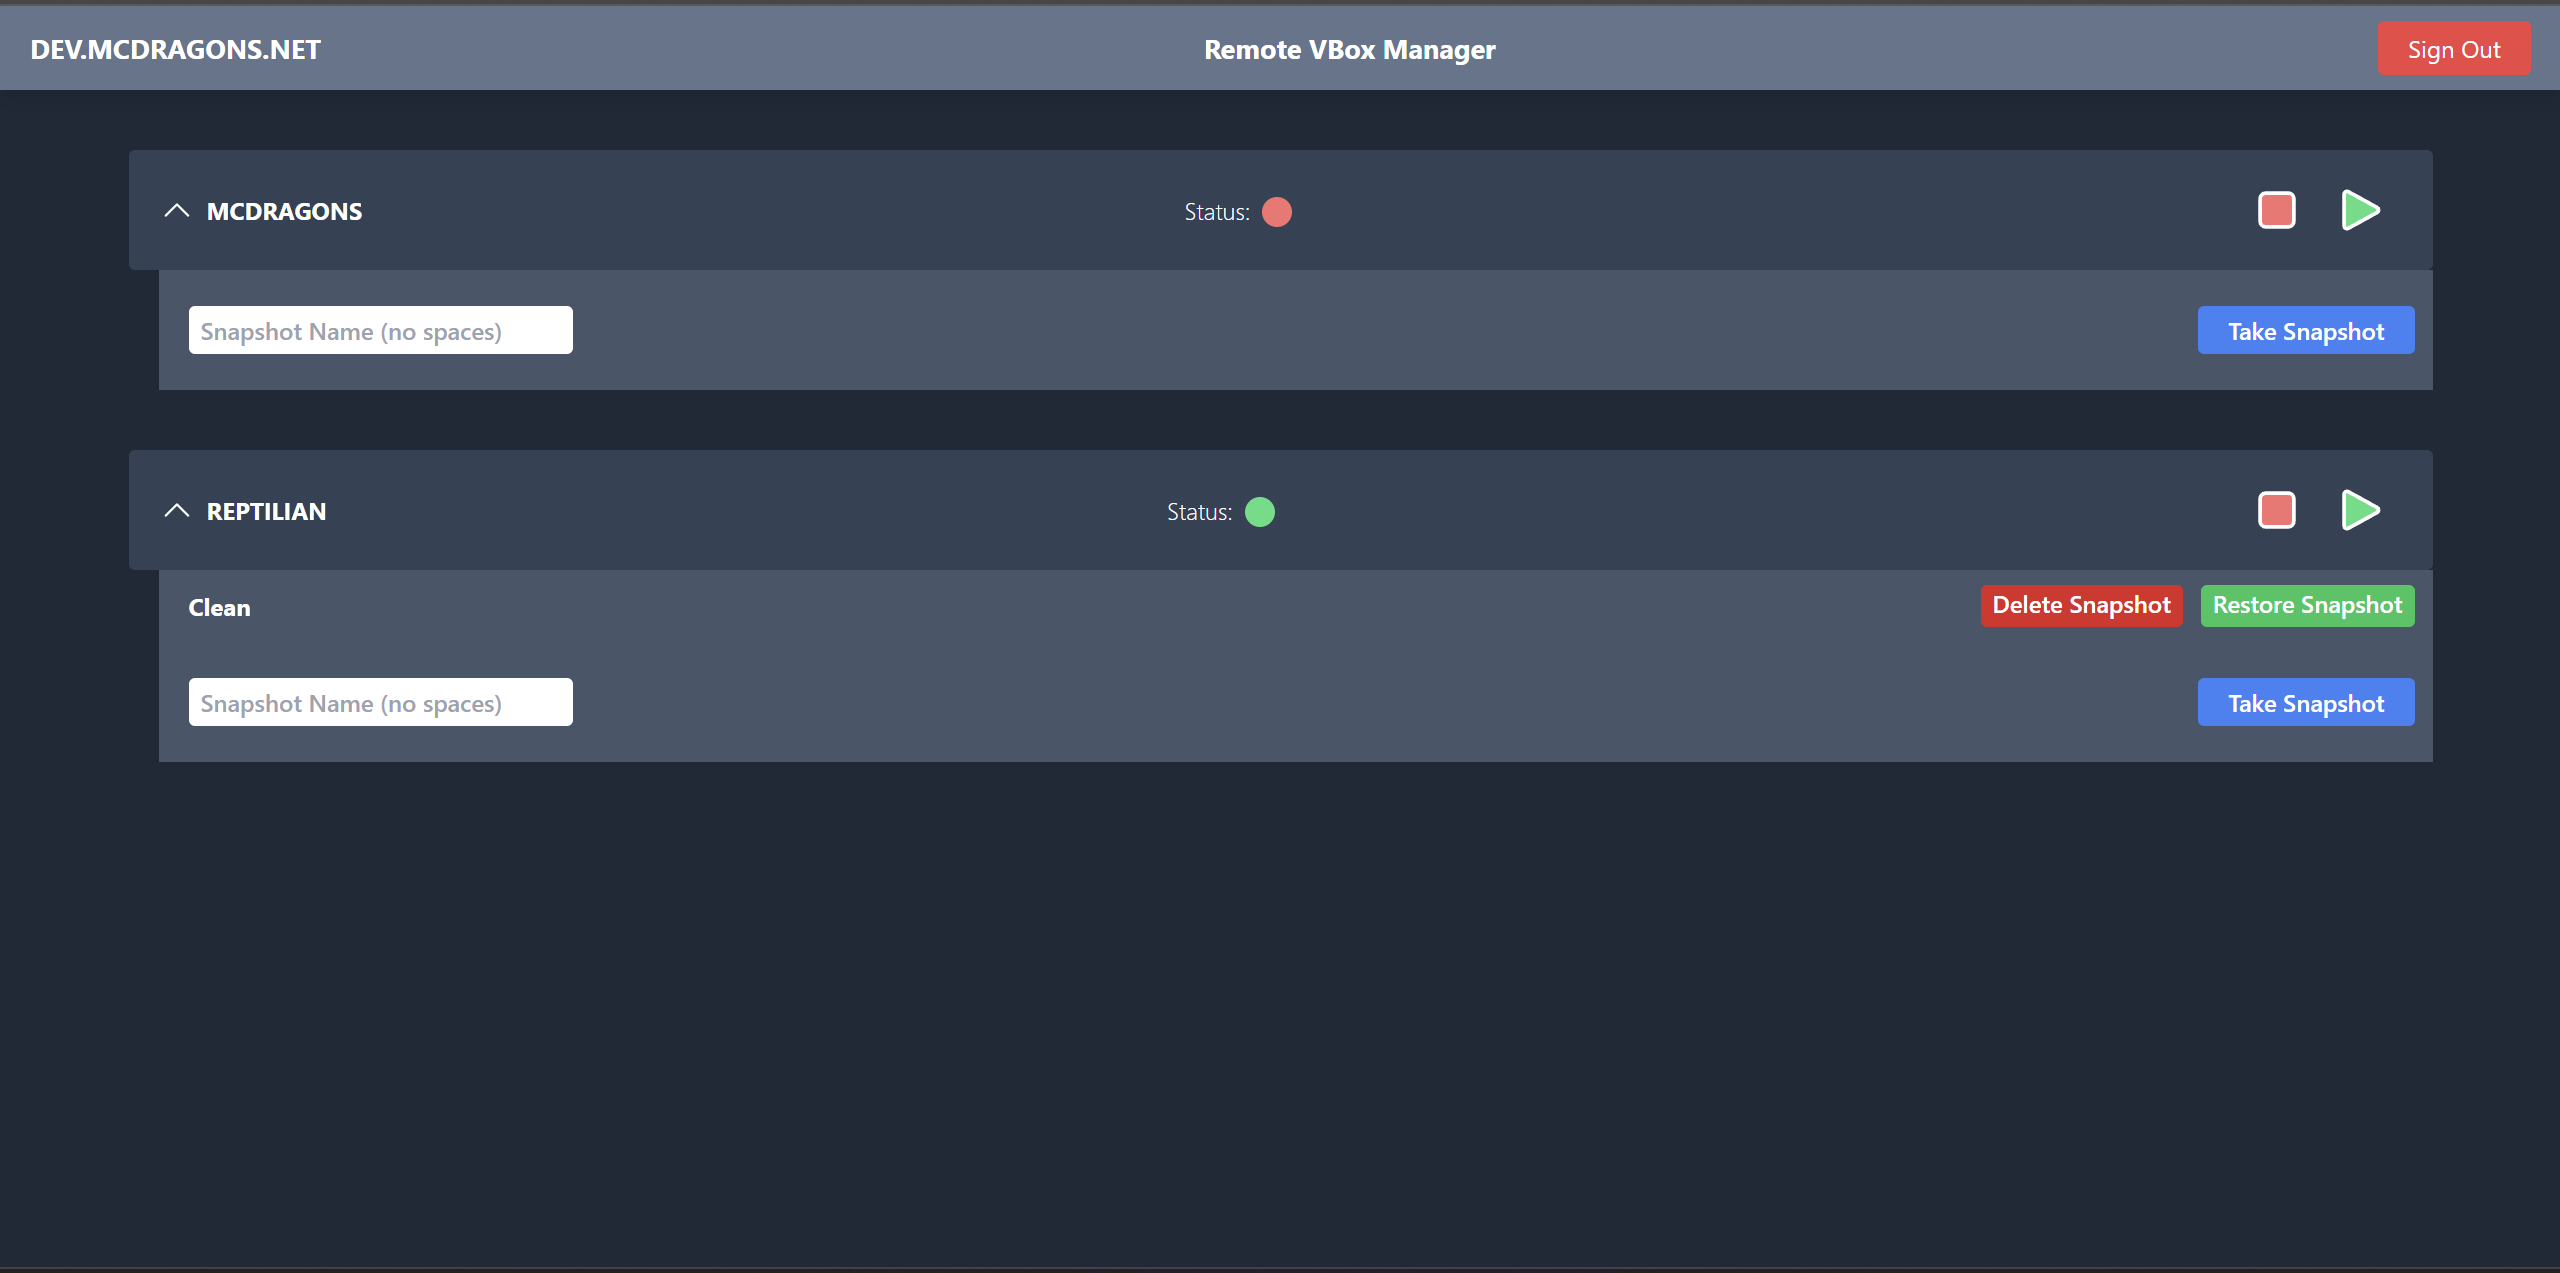 DEV.MCDRAGONS.NET
Remote VBox Manager
Sign Out
MCDRAGONS
Status:
Snapshot Name (no spaces)
Take Snapshot
REPTILIAN
Status:
Clean
Delete Snapshot
Restore Snapshot
Snapshot Name (no spaces)
Take Snapshot